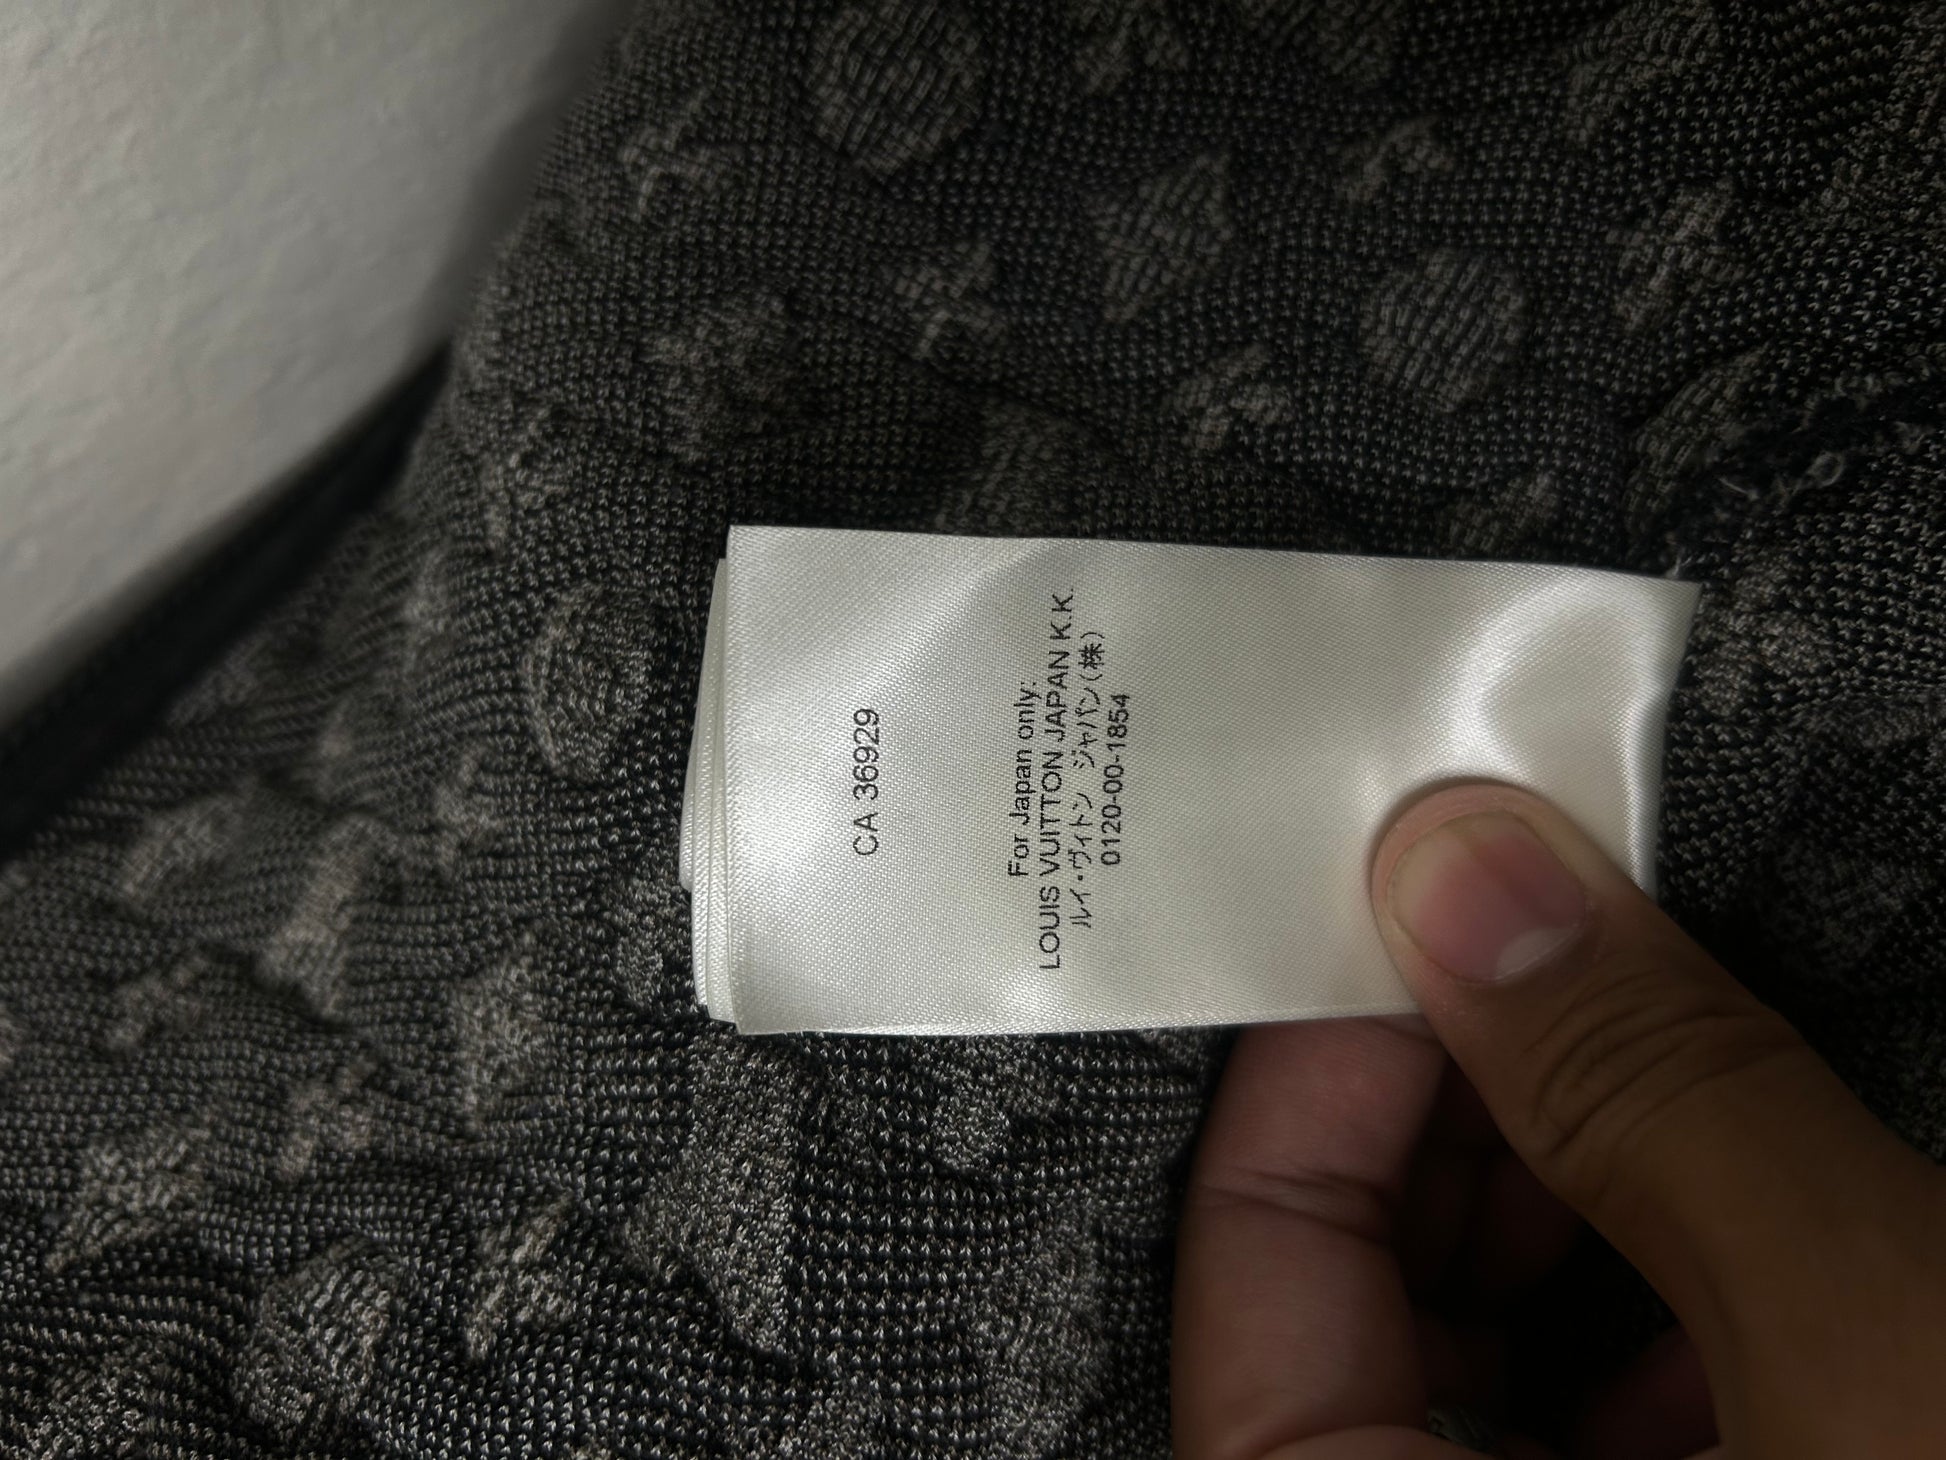 CA 36929
For Japan only:
LOUIS VUITTON JAPAN K.K.
ルイ・ヴィトン ジャパン(株)
0120-00-1854